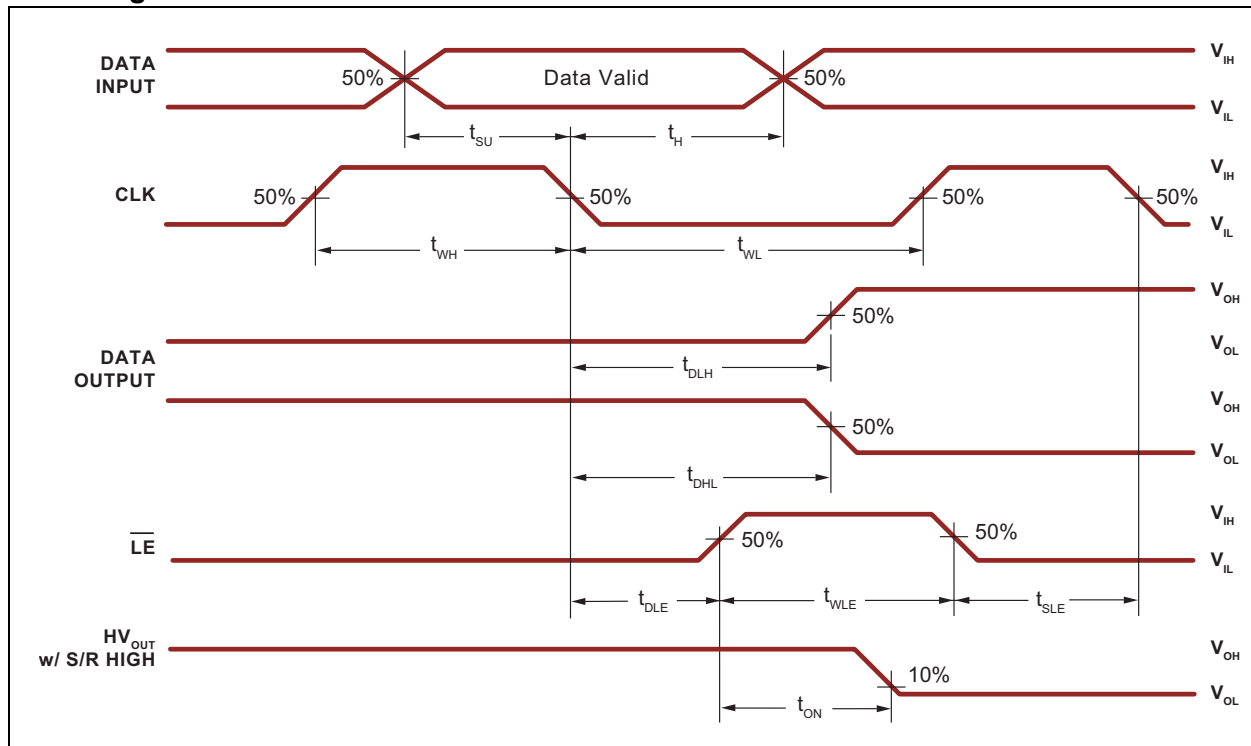 DATA
INPUT
50%
Data Valid
50%
V_IH
V_IL
t_SU
t_H
CLK
50%
50%
50%
50%
V_IH
V_IL
t_WH
t_WL
DATA
OUTPUT
50%
V_OH
V_OL
t_DLH
50%
V_OH
V_OL
t_DHL
LE
50%
50%
V_IH
V_IL
t_DLE
t_WLE
t_SLE
HV_OUT
w/ S/R HIGH
10%
V_OH
V_OL
t_ON